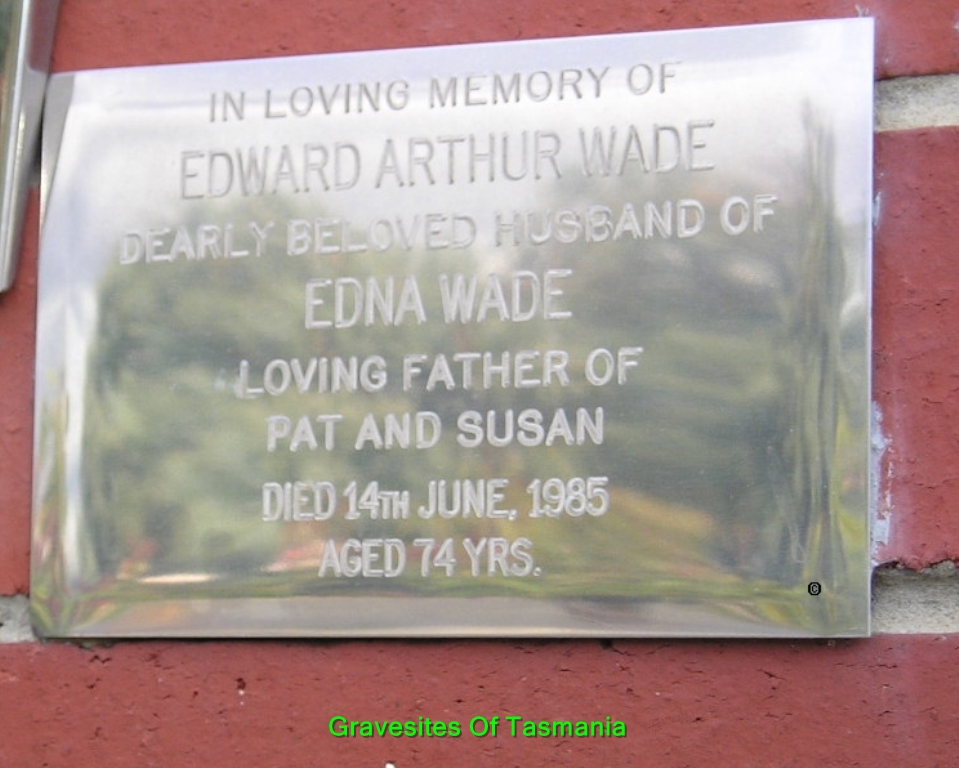 IN LOVING MEMORY OF
EDWARD ARTHUR WADE
DEARLY BELOVED HUSBAND OF
EDNA WADE
LOVING FATHER OF
PAT AND SUSAN
DIED 14TH JUNE, 1985
AGED 74 YRS.
©
Gravesites Of Tasmania